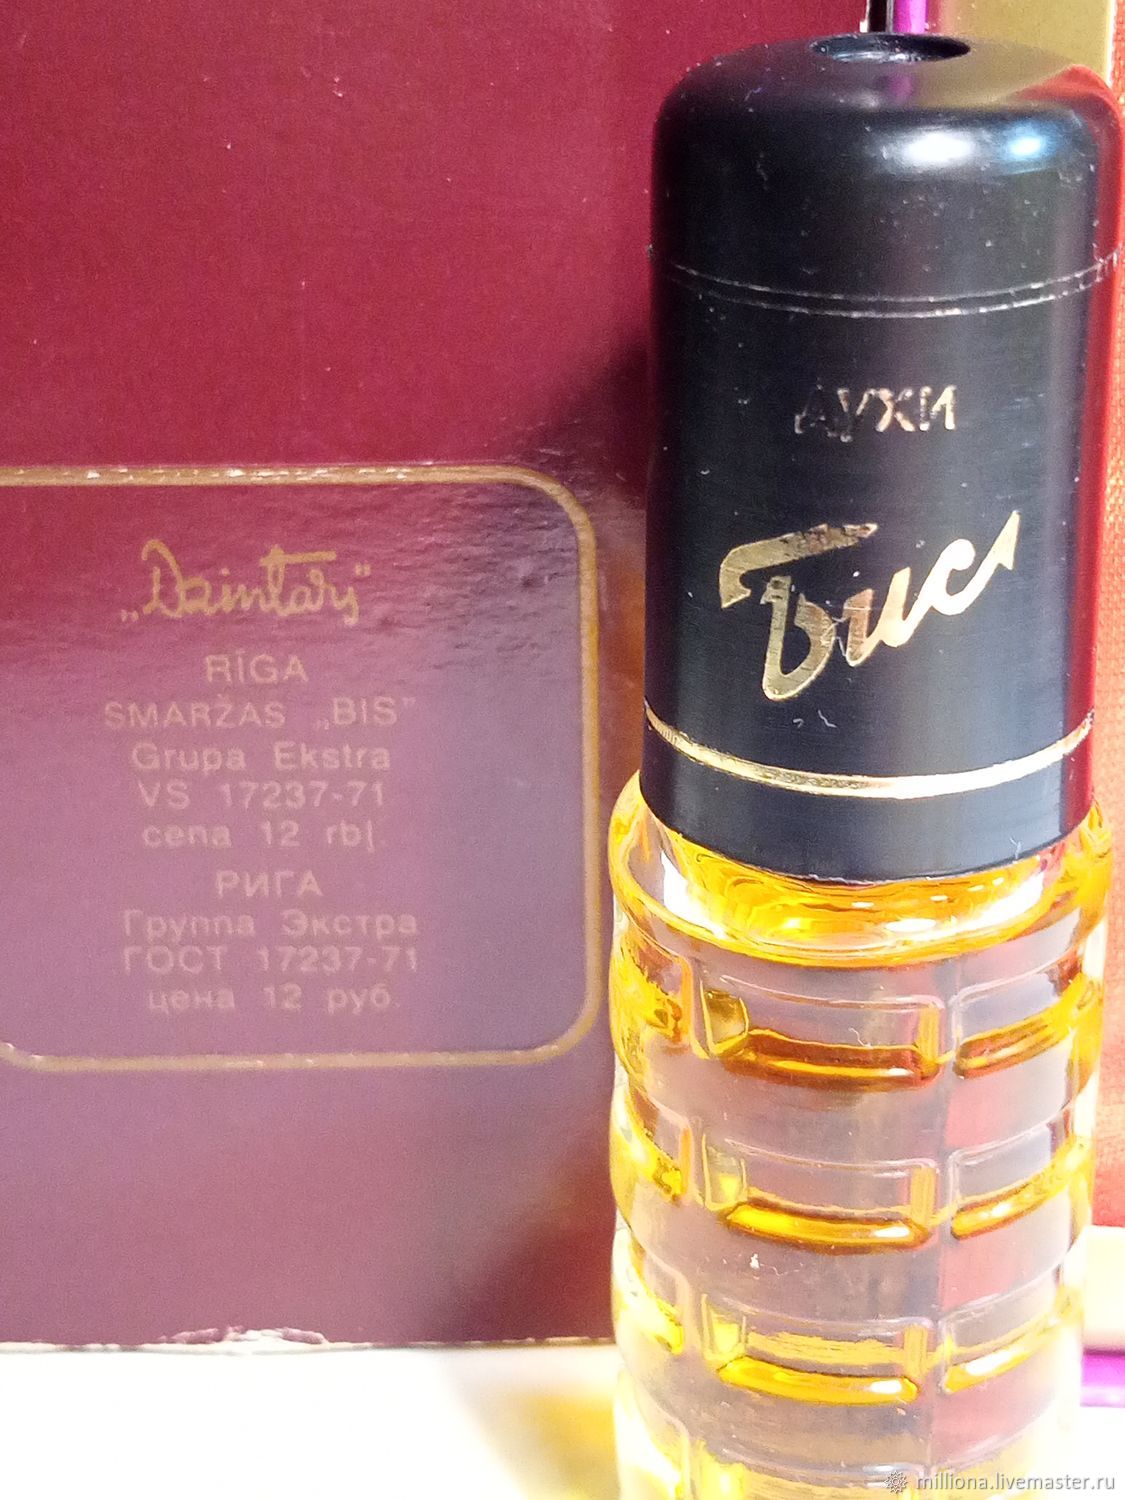 „Dzintars”
RĪGA
SMARŽAS „BIS”
Grupa Ekstra
VS 17237-71
cena 12 rbļ.
РИГА
Группа Экстра
ГОСТ 17237-71
цена 12 руб
ДУХИ
Бис
milliona.livemaster.ru